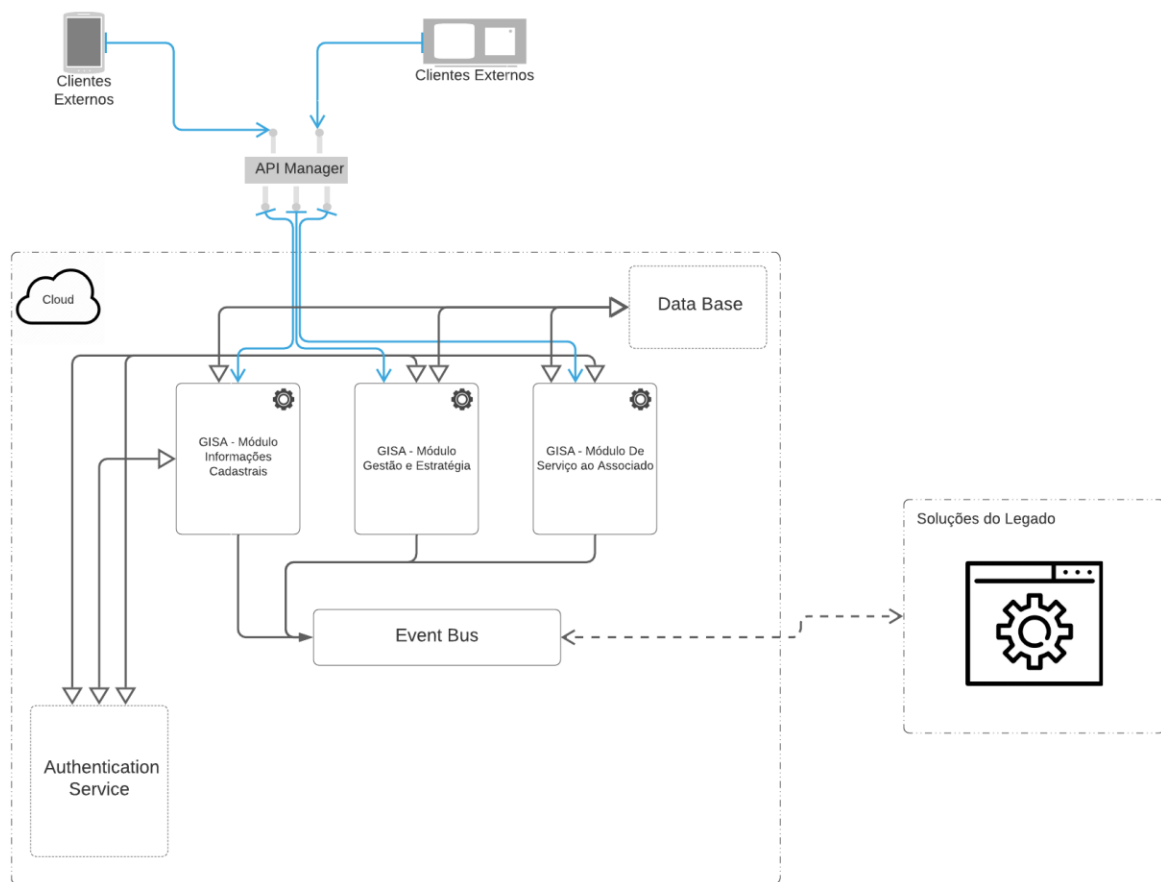 Clientes
Externos
Clientes Externos
API Manager
Cloud
Data Base
GISA - Módulo
Informações
Cadastrais
GISA - Módulo
Gestão e Estratégia
GISA - Módulo De
Serviço ao Associado
Soluções do Legado
Event Bus
Authentication
Service